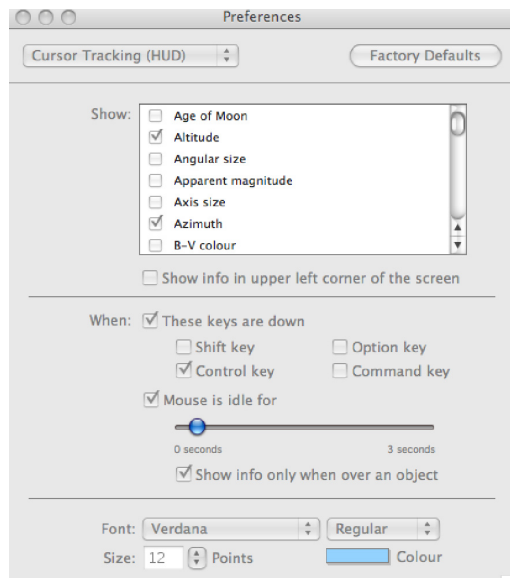 Preferences
Cursor Tracking (HUD) Factory Defaults
Show: Age of Moon
Altitude
Angular size
Apparent magnitude
Axis size
Azimuth
B-V colour
Show info in upper left corner of the screen
When: These keys are down
Shift key Option key
Control key Command key
Mouse is idle for
0 seconds 3 seconds
Show info only when over an object
Font: Verdana Regular
Size: 12 Points Colour